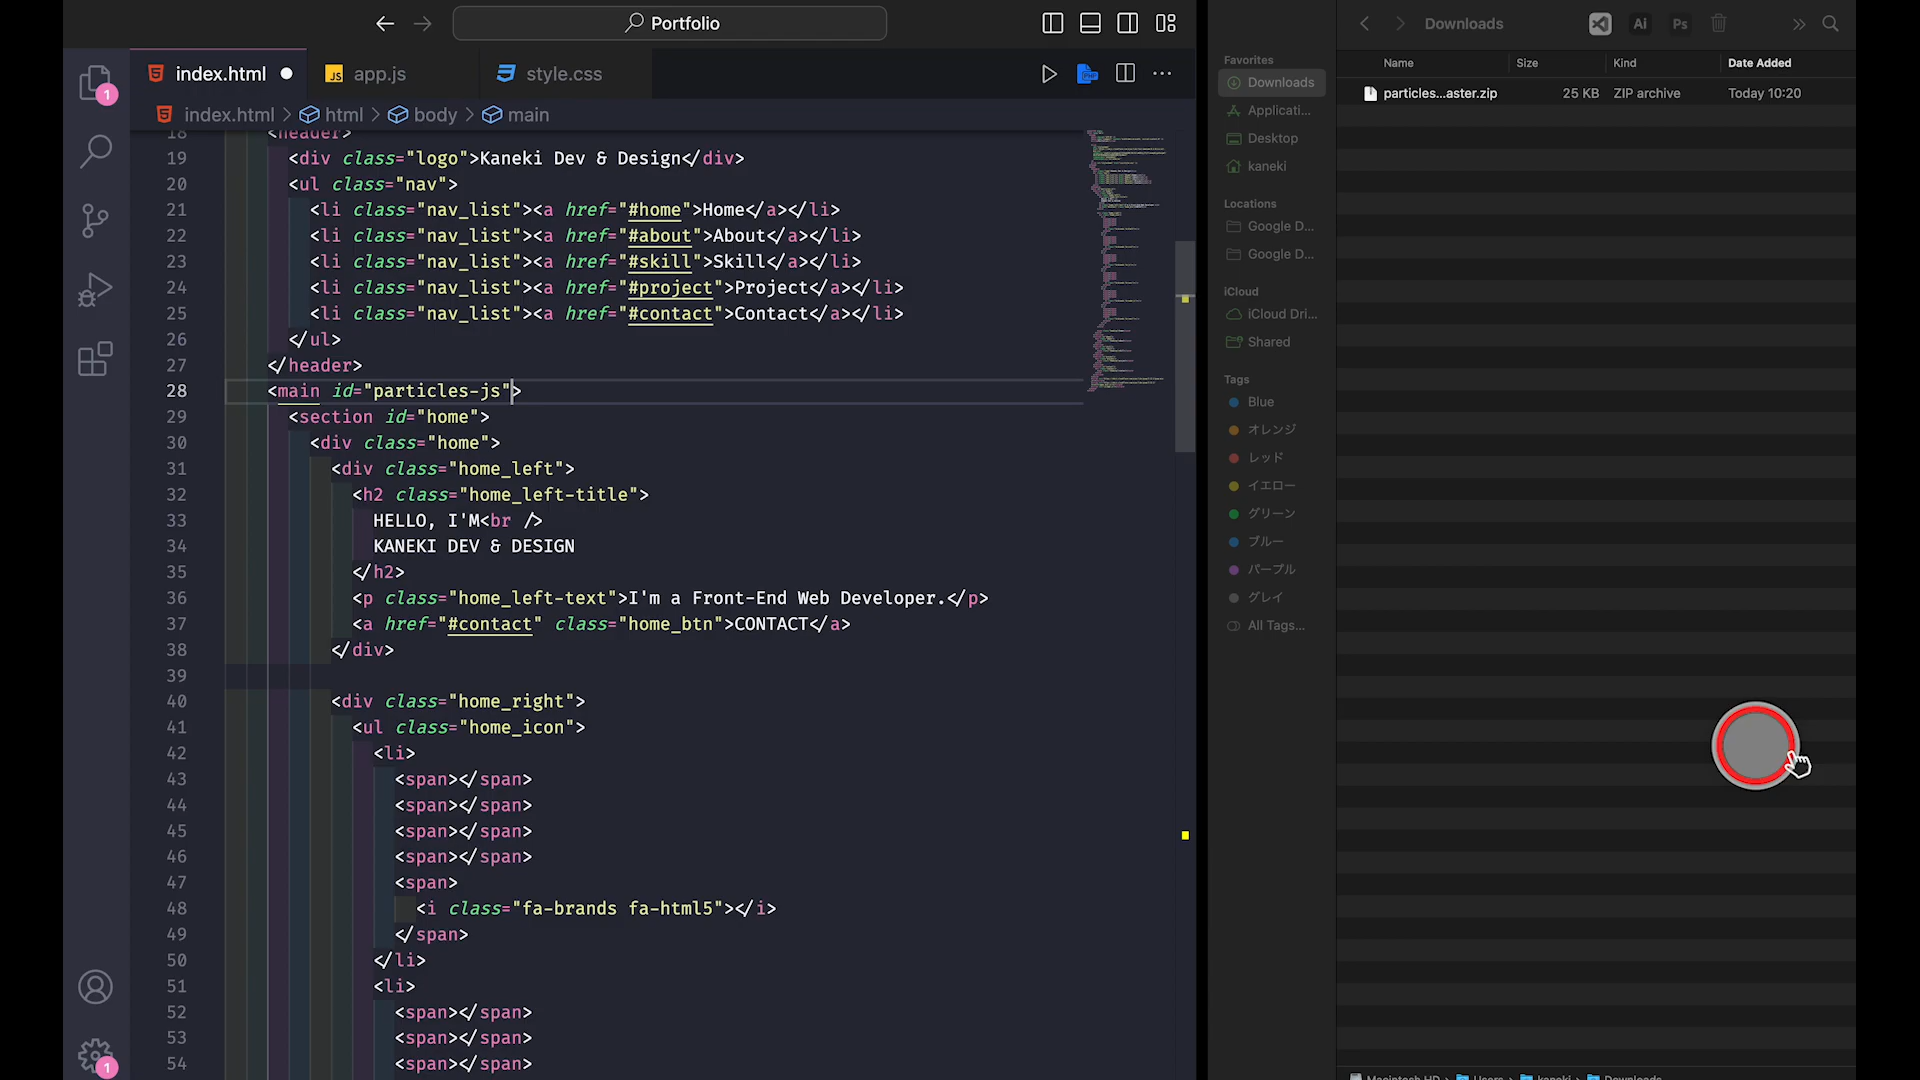 Portfolio
index.html
app.js
style.css
index.html > html > body > main
1
18 <header>
19 <div class="logo">Kaneki Dev & Design</div>
20 <ul class="nav">
21 <li class="nav_list"><a href="#home">Home</a></li>
22 <li class="nav_list"><a href="#about">About</a></li>
23 <li class="nav_list"><a href="#skill">Skill</a></li>
24 <li class="nav_list"><a href="#project">Project</a></li>
25 <li class="nav_list"><a href="#contact">Contact</a></li>
26 </ul>
27 </header>
28 <main id="particles-js">
29 <section id="home">
30 <div class="home">
31 <div class="home_left">
32 <h2 class="home_left-title">
33 HELLO, I'M<br />
34 KANEKI DEV & DESIGN
35 </h2>
36 <p class="home_left-text">I'm a Front-End Web Developer.</p>
37 <a href="#contact" class="home_btn">CONTACT</a>
38 </div>
39
40 <div class="home_right">
41 <ul class="home_icon">
42 <li>
43 <span></span>
44 <span></span>
45 <span></span>
46 <span></span>
47 <span>
48 <i class="fa-brands fa-html5"></i>
49 </span>
50 </li>
51 <li>
52 <span></span>
53 <span></span>
54 <span></span>
1
Favorites
Downloads
Applicati...
Desktop
kaneki
Locations
Google D...
Google D...
iCloud
iCloud Dri...
Shared
Tags
Blue
オレンジ
レッド
イエロー
グリーン
ブルー
パープル
グレイ
All Tags...
Downloads
Ai
Ps
Name Size Kind Date Added
particles...aster.zip 25 KB ZIP archive Today 10:20
Macintosh HD › Users › kaneki › Downloads